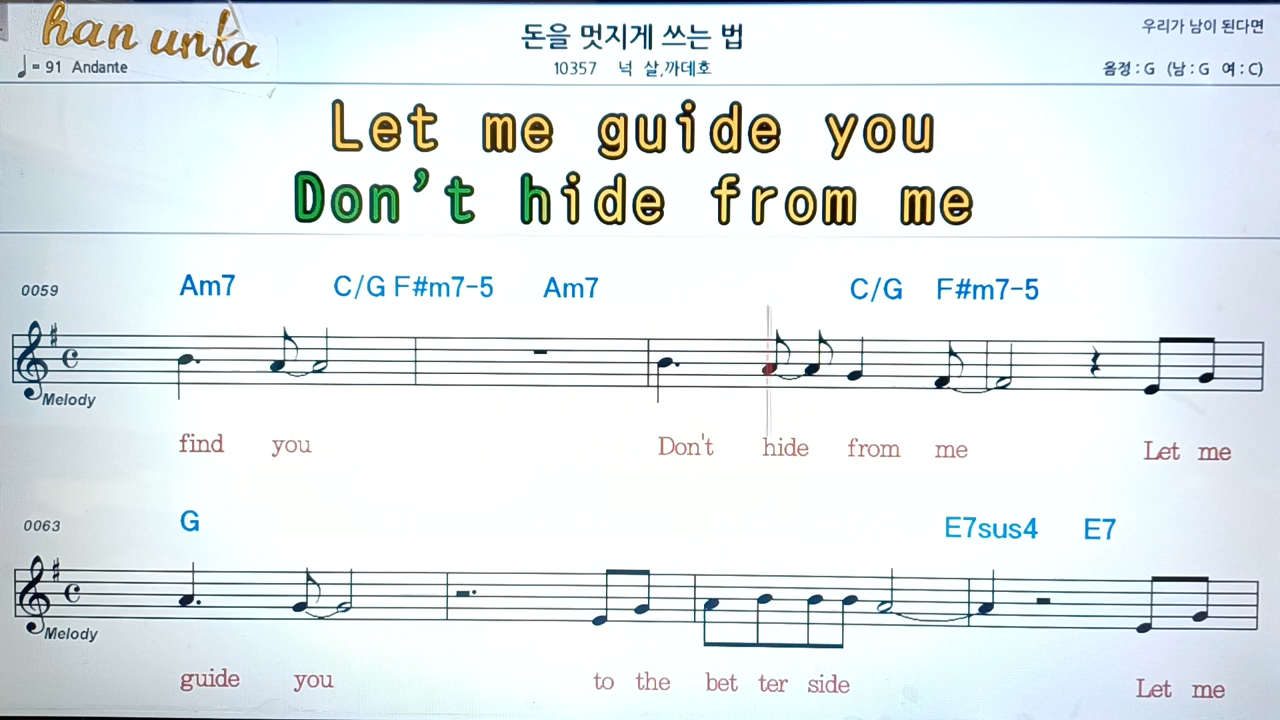 han unfa
돈을 멋지게 쓰는 법
우리가 남이 된다면
♩= 91 Andante
10357 넉 살,까데호
음정 : G (남 : G 여 : C)
Let me guide you
Don't hide from me
0059 Am7 C/G F#m7-5 Am7 C/G F#m7-5
Melody
find you Don't hide from me Let me
0063 G E7sus4 E7
Melody
guide you to the bet ter side Let me